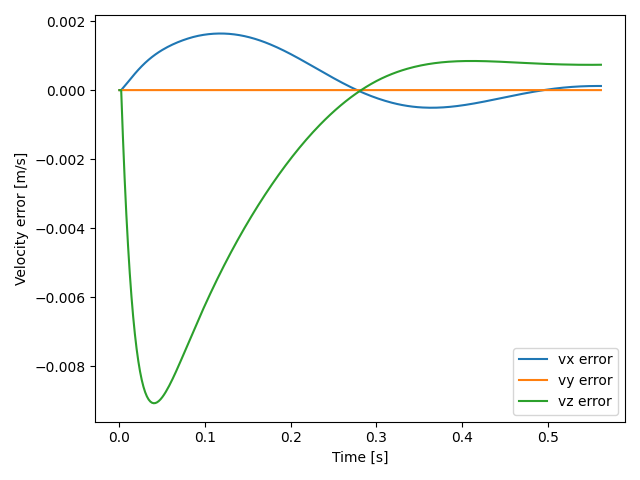 0.002
0.000
−0.002
−0.004
−0.006
−0.008
Velocity error [m/s]
0.0
0.1
0.2
0.3
0.4
0.5
Time [s]
vx error
vy error
vz error